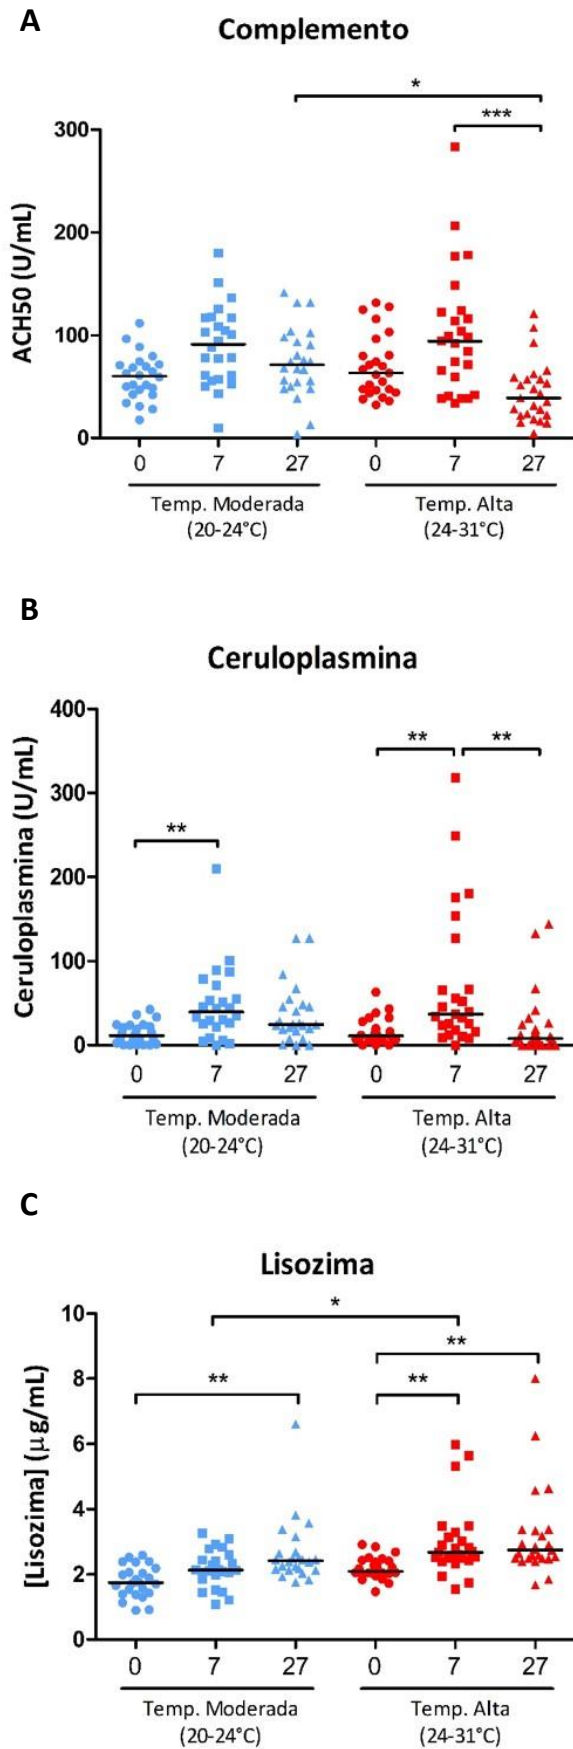 A
Complemento
*
***
300
200
100
0
ACH50 (U/mL)
0 7 27 0 7 27
Temp. Moderada Temp. Alta
(20-24°C) (24-31°C)
B
Ceruloplasmina
400
** **
300
**
200
100
0
Ceruloplasmina (U/mL)
0 7 27 0 7 27
Temp. Moderada Temp. Alta
(20-24°C) (24-31°C)
C
Lisozima
10
*
**
8
** **
6
4
2
0
[Lisozima] (µg/mL)
0 7 27 0 7 27
Temp. Moderada Temp. Alta
(20-24°C) (24-31°C)